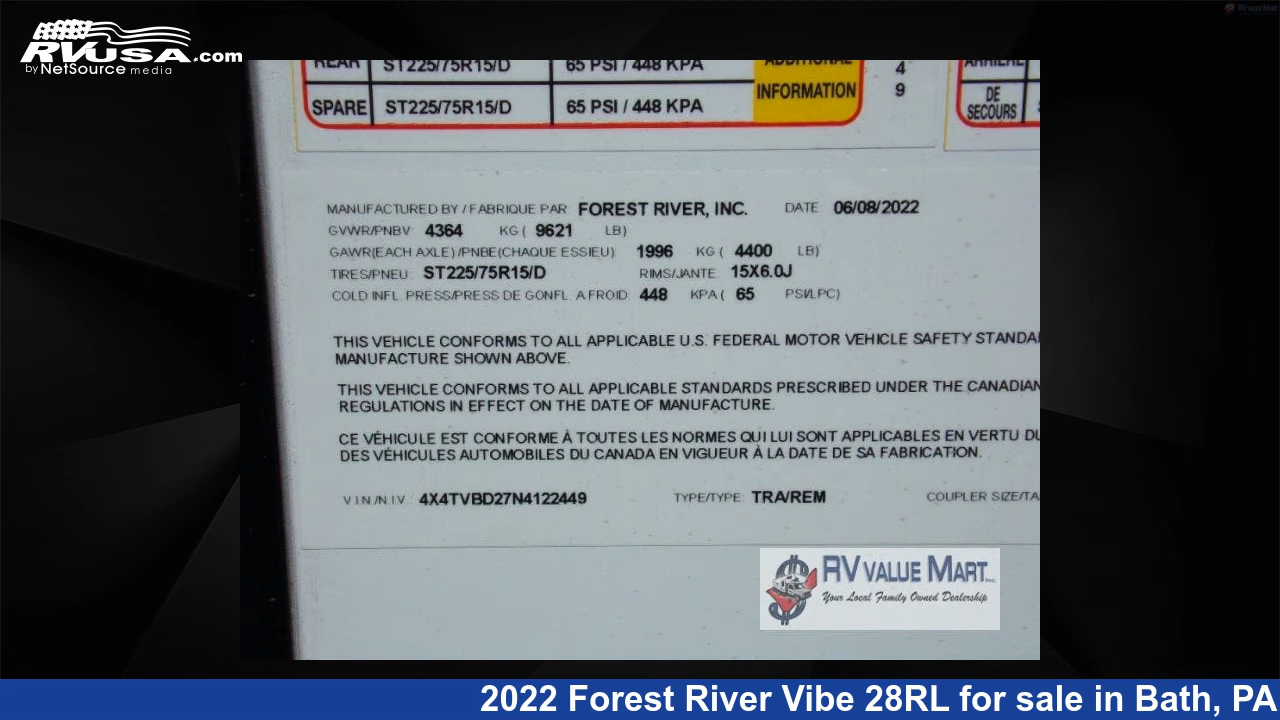 RVUSA.com
by NetSource media
RV Value Mart
REAR ST225/75R15/D 65 PSI / 448 KPA ADDITIONAL 4 ARRIÈRE
SPARE ST225/75R15/D 65 PSI / 448 KPA INFORMATION 9 DE SECOURS
MANUFACTURED BY / FABRIQUE PAR FOREST RIVER, INC. DATE 06/08/2022
GVWR/PNBV 4364 KG ( 9621 LB)
GAWR(EACH AXLE) /PNBE(CHAQUE ESSIEU) 1996 KG ( 4400 LB)
TIRES/PNEU ST225/75R15/D RIMS/JANTE 15X6.0J
COLD INFL. PRESS/PRESS DE GONFL. A FROID 448 KPA ( 65 PSI/LPC)
THIS VEHICLE CONFORMS TO ALL APPLICABLE U.S. FEDERAL MOTOR VEHICLE SAFETY
MANUFACTURE SHOWN ABOVE.
THIS VEHICLE CONFORMS TO ALL APPLICABLE STANDARDS PRESCRIBED UNDER THE CANADIAN
REGULATIONS IN EFFECT ON THE DATE OF MANUFACTURE.
CE VÉHICULE EST CONFORME À TOUTES LES NORMES QUI LUI SONT APPLICABLES EN VERTU DU
DES VÉHICULES AUTOMOBILES DU CANADA EN VIGUEUR À LA DATE DE SA FABRICATION.
V.I.N./N.I.V.: 4X4TVBD27N4122449 TYPE/TYPE: TRA/REM COUPLER SIZE/
RV VALUE MART Inc.
Your Local Family Owned Dealership
2022 Forest River Vibe 28RL for sale in Bath, PA